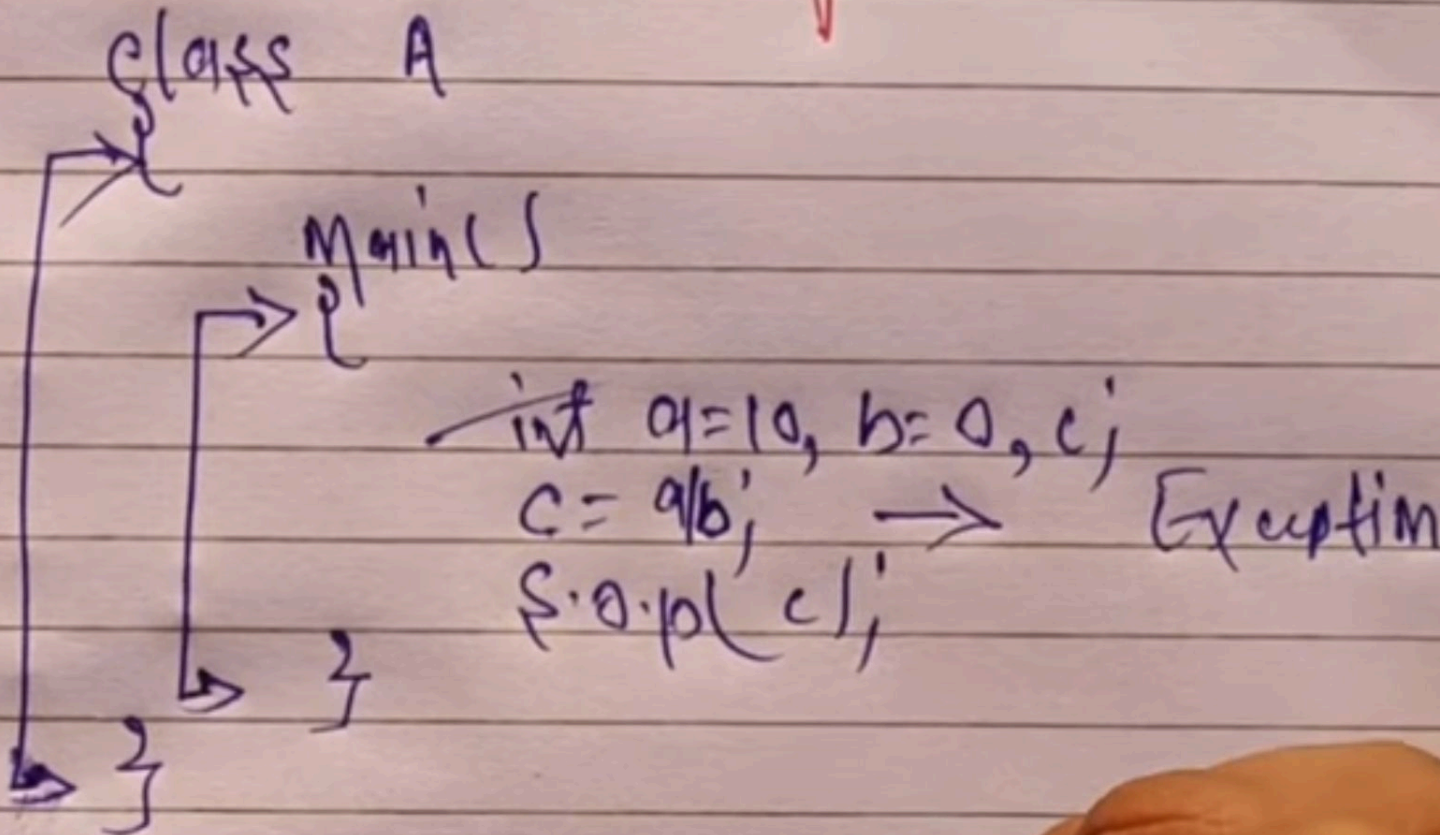 class A
{
main()
{
int a=10, b=0, c;
c = a/b; → Exception
S.o.p( c);
}
}